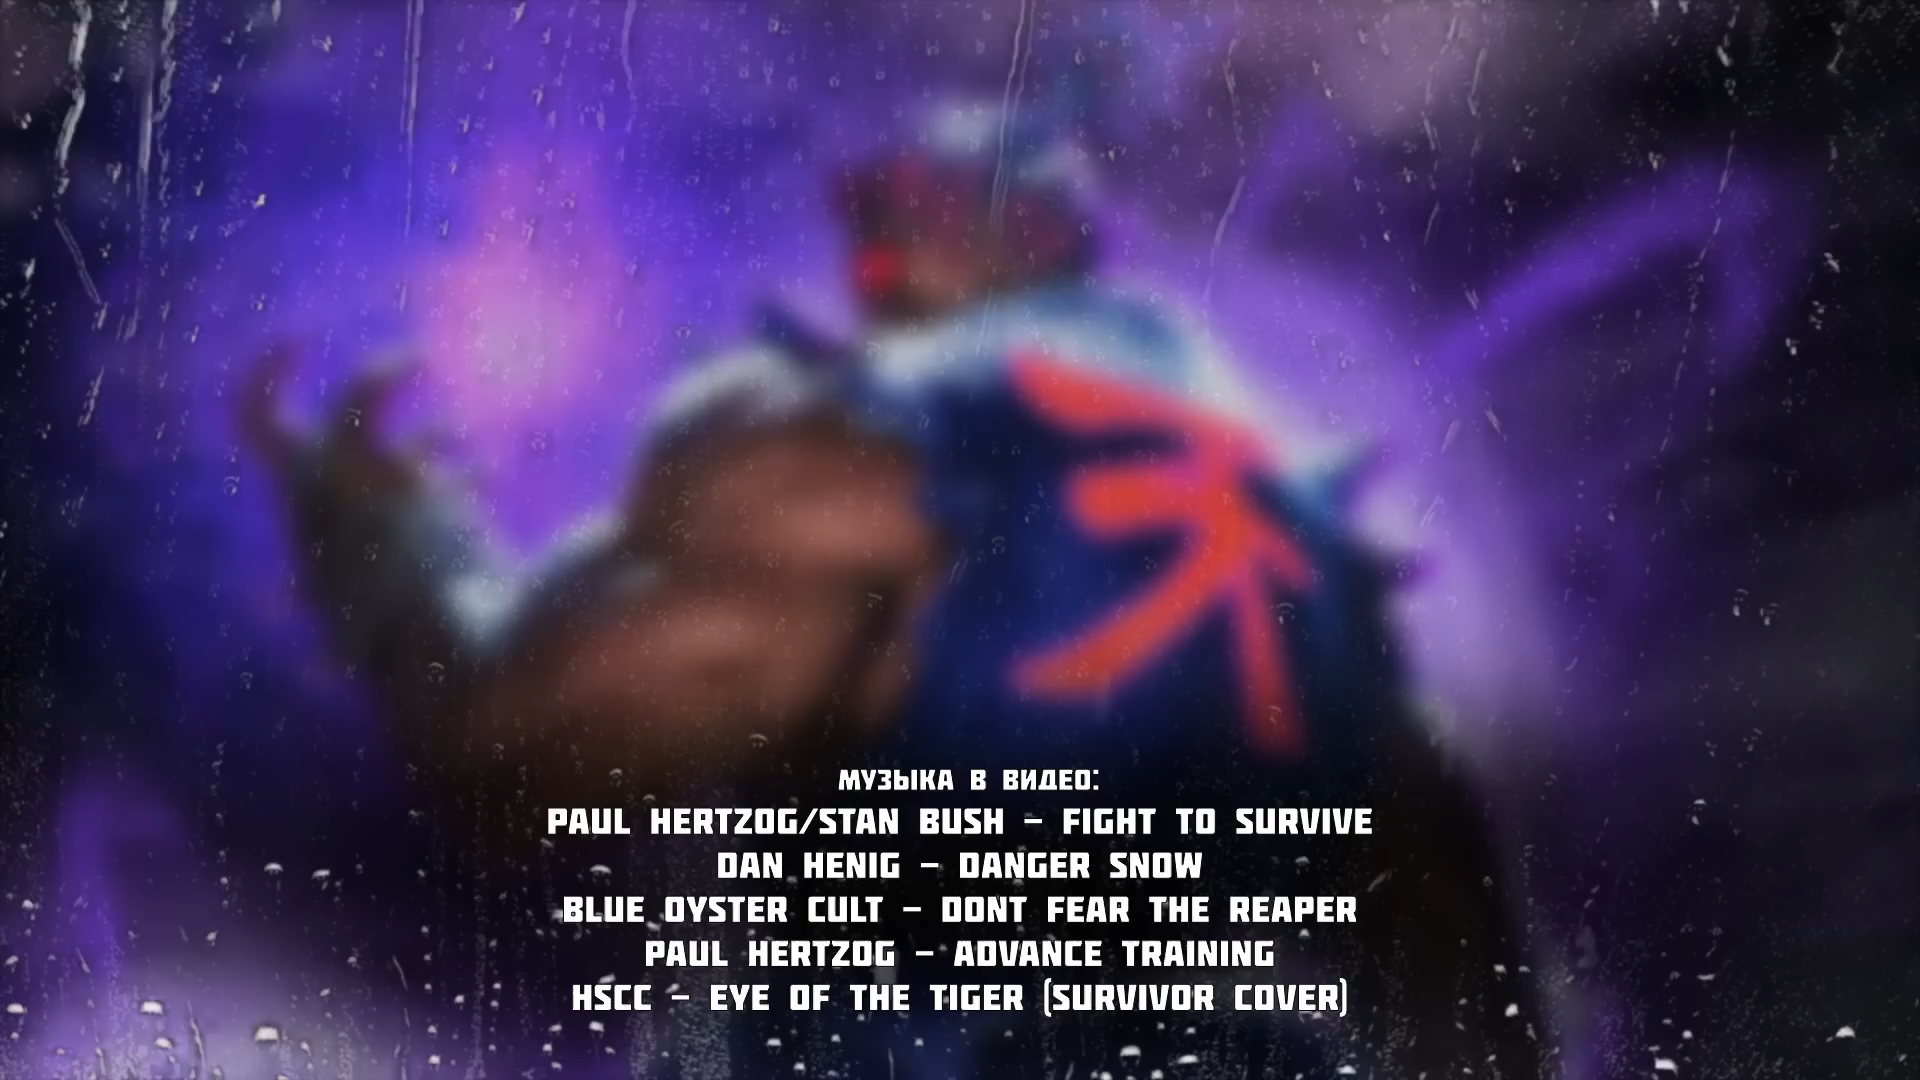 МУЗЫКА В ВИДЕО:
PAUL HERTZOG/STAN BUSH – FIGHT TO SURVIVE
DAN HENIG – DANGER SNOW
BLUE OYSTER CULT – DONT FEAR THE REAPER
PAUL HERTZOG – ADVANCE TRAINING
HSCC – EYE OF THE TIGER (SURVIVOR COVER)